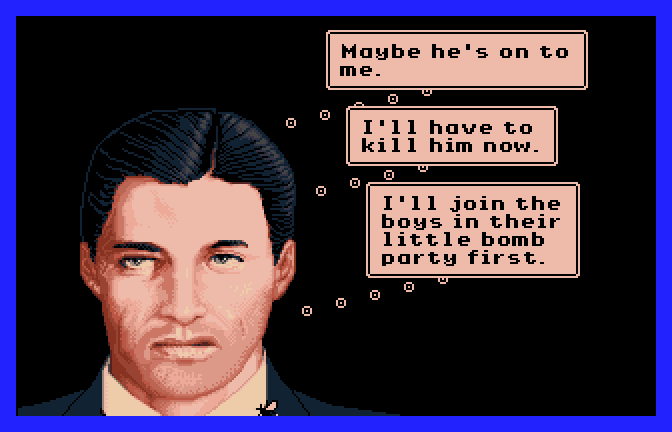 Maybe he's on to
me.
I'll have to
kill him now.
I'll join the
boys in their
little bomb
party first.